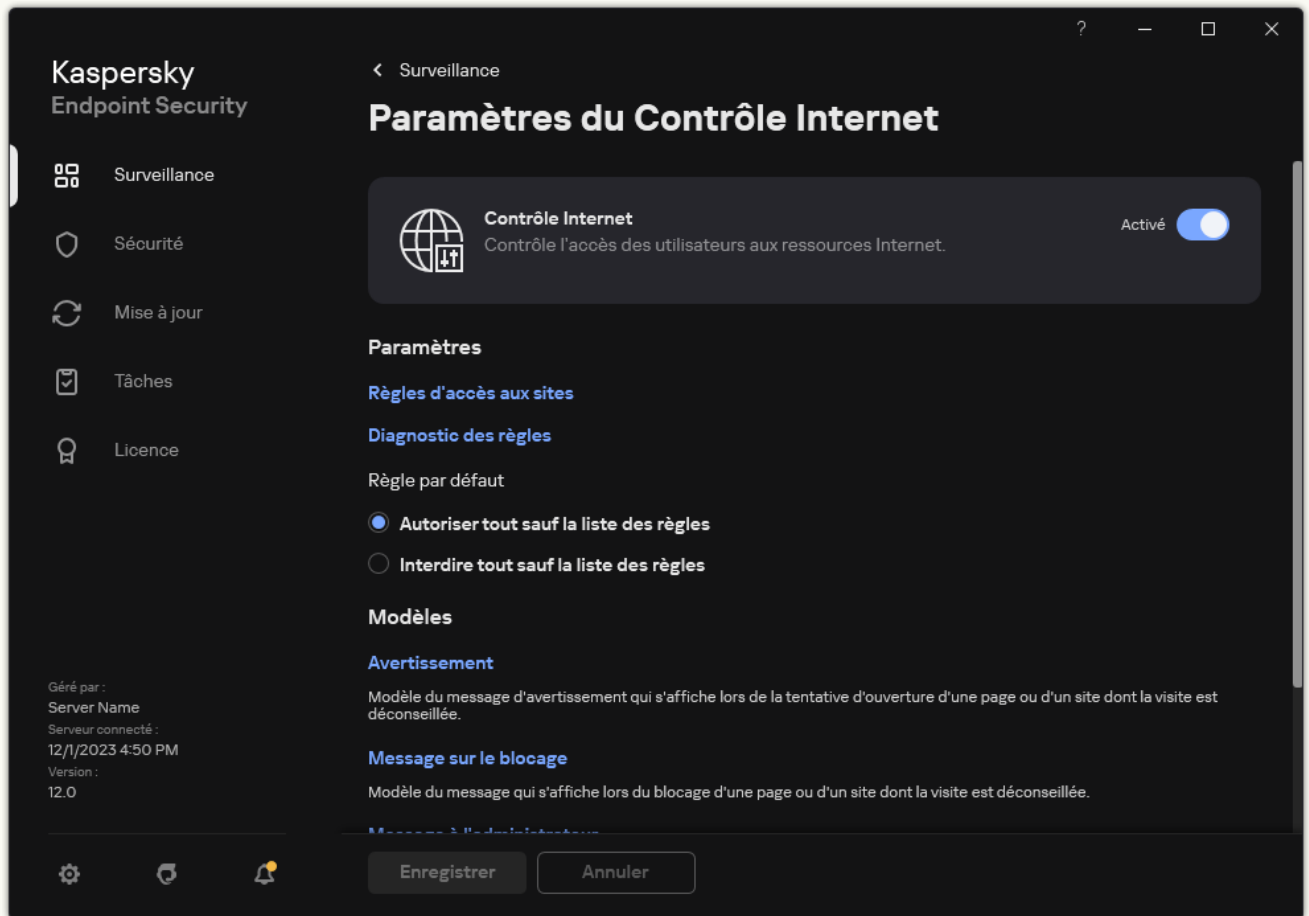 ?
Kaspersky
Endpoint Security
Surveillance
Sécurité
Mise à jour
Tâches
Licence
Géré par :
Server Name
Serveur connecté :
12/1/2023 4:50 PM
Version :
12.0
Surveillance
Paramètres du Contrôle Internet
Contrôle Internet
Contrôle l'accès des utilisateurs aux ressources Internet.
Activé
Paramètres
Règles d'accès aux sites
Diagnostic des règles
Règle par défaut
Autoriser tout sauf la liste des règles
Interdire tout sauf la liste des règles
Modèles
Avertissement
Modèle du message d'avertissement qui s'affiche lors de la tentative d'ouverture d'une page ou d'un site dont la visite est
déconseillée.
Message sur le blocage
Modèle du message qui s'affiche lors du blocage d'une page ou d'un site dont la visite est déconseillée.
Message à l'administrateur
Enregistrer
Annuler